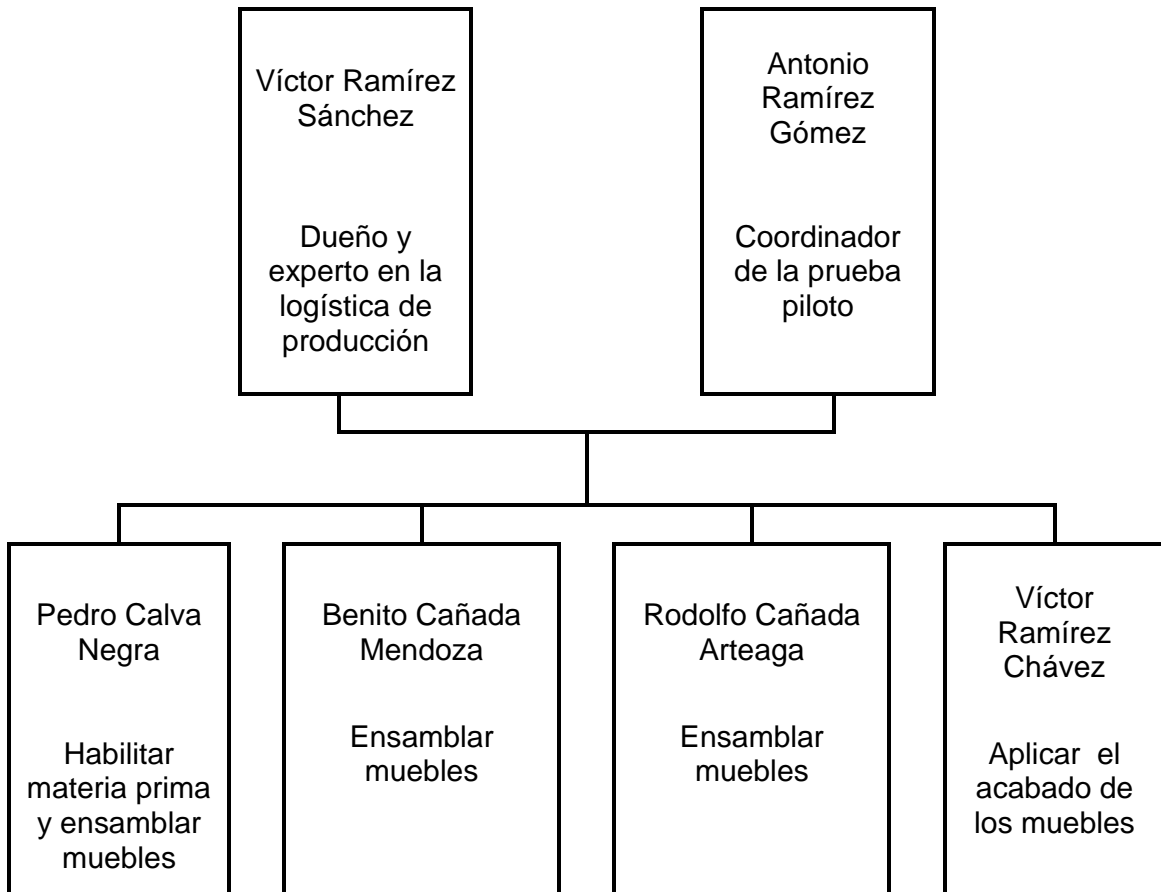 Víctor Ramírez
Sánchez
Dueño y
experto en la
logística de
producción
Antonio
Ramírez
Gómez
Coordinador
de la prueba
piloto
Pedro Calva
Negra
Habilitar
materia prima
y ensamblar
muebles
Benito Cañada
Mendoza
Ensamblar
muebles
Rodolfo Cañada
Arteaga
Ensamblar
muebles
Víctor
Ramírez
Chávez
Aplicar  el
acabado de
los muebles